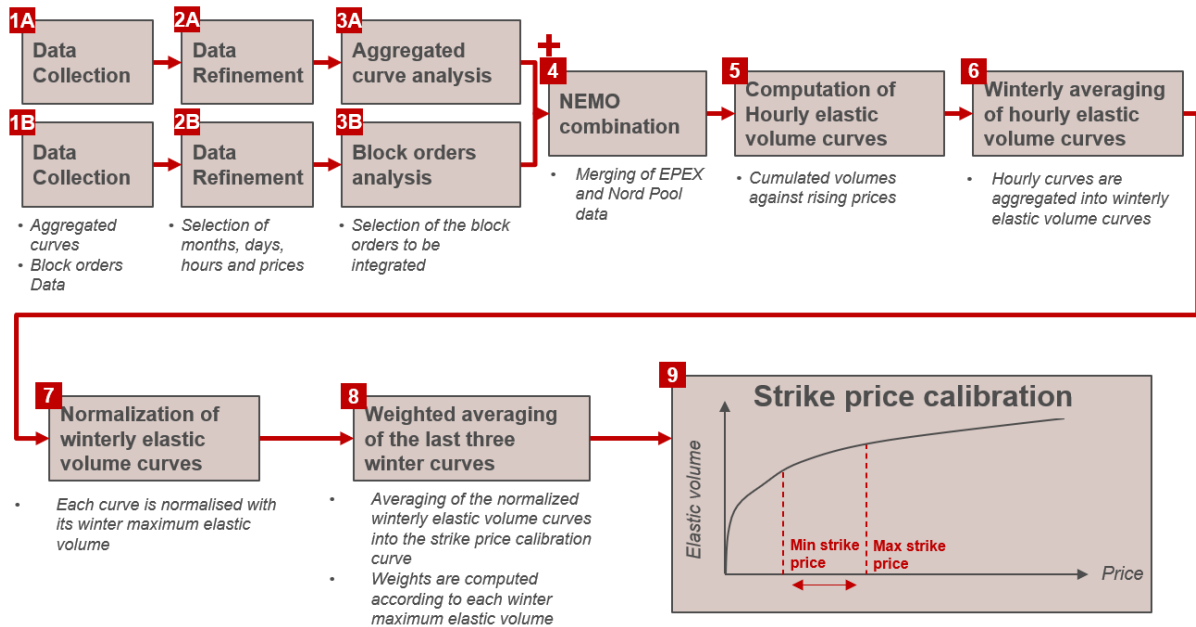 1A
Data
Collection
2A
Data
Refinement
3A
Aggregated
curve analysis
1B
Data
Collection
2B
Data
Refinement
3B
Block orders
analysis
• Aggregated
curves
• Block orders
Data
• Selection of
months, days,
hours and prices
• Selection of the block
orders to be
integrated
+
4
NEMO
combination
• Merging of EPEX
and Nord Pool
data
5
Computation of
Hourly elastic
volume curves
• Cumulated volumes
against rising prices
6
Winterly averaging
of hourly elastic
volume curves
• Hourly curves are
aggregated into winterly
elastic volume curves
7
Normalization of
winterly elastic
volume curves
• Each curve is normalised with
its winter maximum elastic
volume
8
Weighted averaging
of the last three
winter curves
• Averaging of the normalized
winterly elastic volume curves
into the strike price calibration
curve
• Weights are computed
according to each winter
maximum elastic volume
9
Strike price calibration
Elastic volume
Min strike
price
Max strike
price
Price